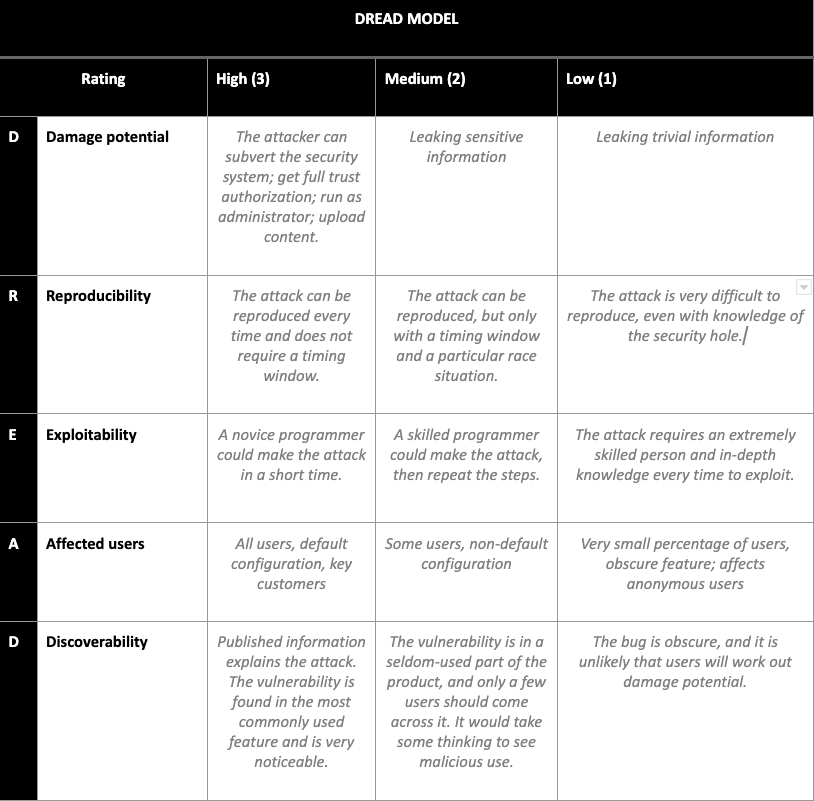 DREAD MODEL
Rating
High (3)
Medium (2)
Low (1)
D
Damage potential
The attacker can
subvert the security
system; get full trust
authorization; run as
administrator; upload
content.
Leaking sensitive
information
Leaking trivial information
R
Reproducibility
The attack can be
reproduced every
time and does not
require a timing
window.
The attack can be
reproduced, but only
with a timing window
and a particular race
situation.
The attack is very difficult to
reproduce, even with knowledge of
the security hole.
E
Exploitability
A novice programmer
could make the attack
in a short time.
A skilled programmer
could make the attack,
then repeat the steps.
The attack requires an extremely
skilled person and in-depth
knowledge every time to exploit.
A
Affected users
All users, default
configuration, key
customers
Some users, non-default
configuration
Very small percentage of users,
obscure feature; affects
anonymous users
D
Discoverability
Published information
explains the attack.
The vulnerability is
found in the most
commonly used
feature and is very
noticeable.
The vulnerability is in a
seldom-used part of the
product, and only a few
users should come
across it. It would take
some thinking to see
malicious use.
The bug is obscure, and it is
unlikely that users will work out
damage potential.